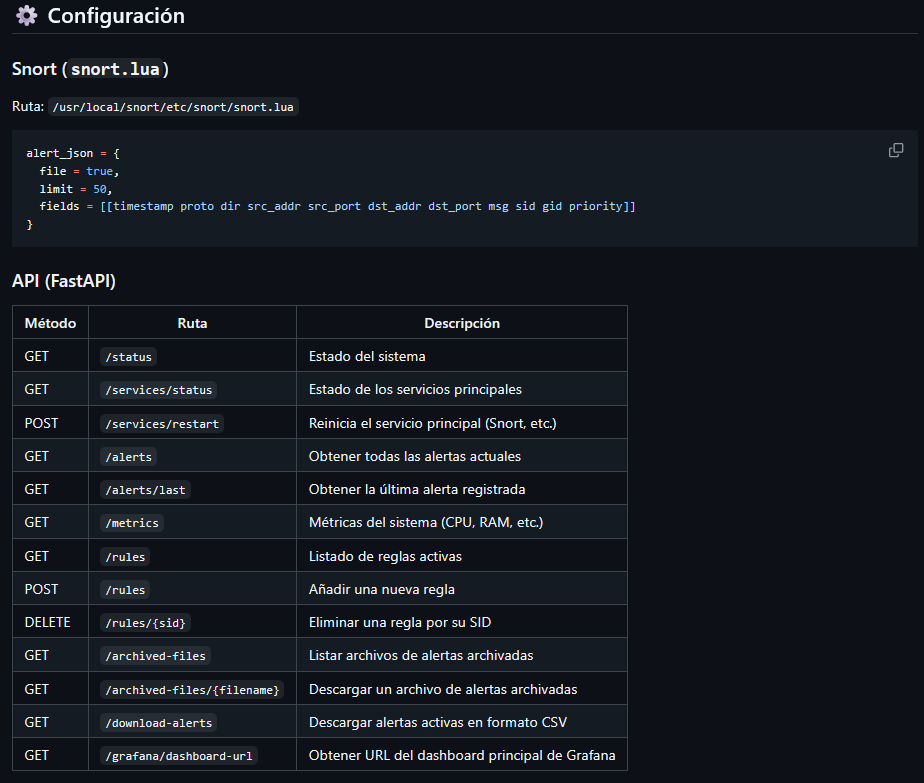 Configuración
Snort (snort.lua)
Ruta: /usr/local/snort/etc/snort/snort.lua
alert_json = {
  file = true,
  limit = 50,
  fields = [[timestamp proto dir src_addr src_port dst_addr dst_port msg sid gid priority]]
}
API (FastAPI)
Método Ruta Descripción
GET /status Estado del sistema
GET /services/status Estado de los servicios principales
POST /services/restart Reinicia el servicio principal (Snort, etc.)
GET /alerts Obtener todas las alertas actuales
GET /alerts/last Obtener la última alerta registrada
GET /metrics Métricas del sistema (CPU, RAM, etc.)
GET /rules Listado de reglas activas
POST /rules Añadir una nueva regla
DELETE /rules/{sid} Eliminar una regla por su SID
GET /archived-files Listar archivos de alertas archivadas
GET /archived-files/{filename} Descargar un archivo de alertas archivadas
GET /download-alerts Descargar alertas activas en formato CSV
GET /grafana/dashboard-url Obtener URL del dashboard principal de Grafana